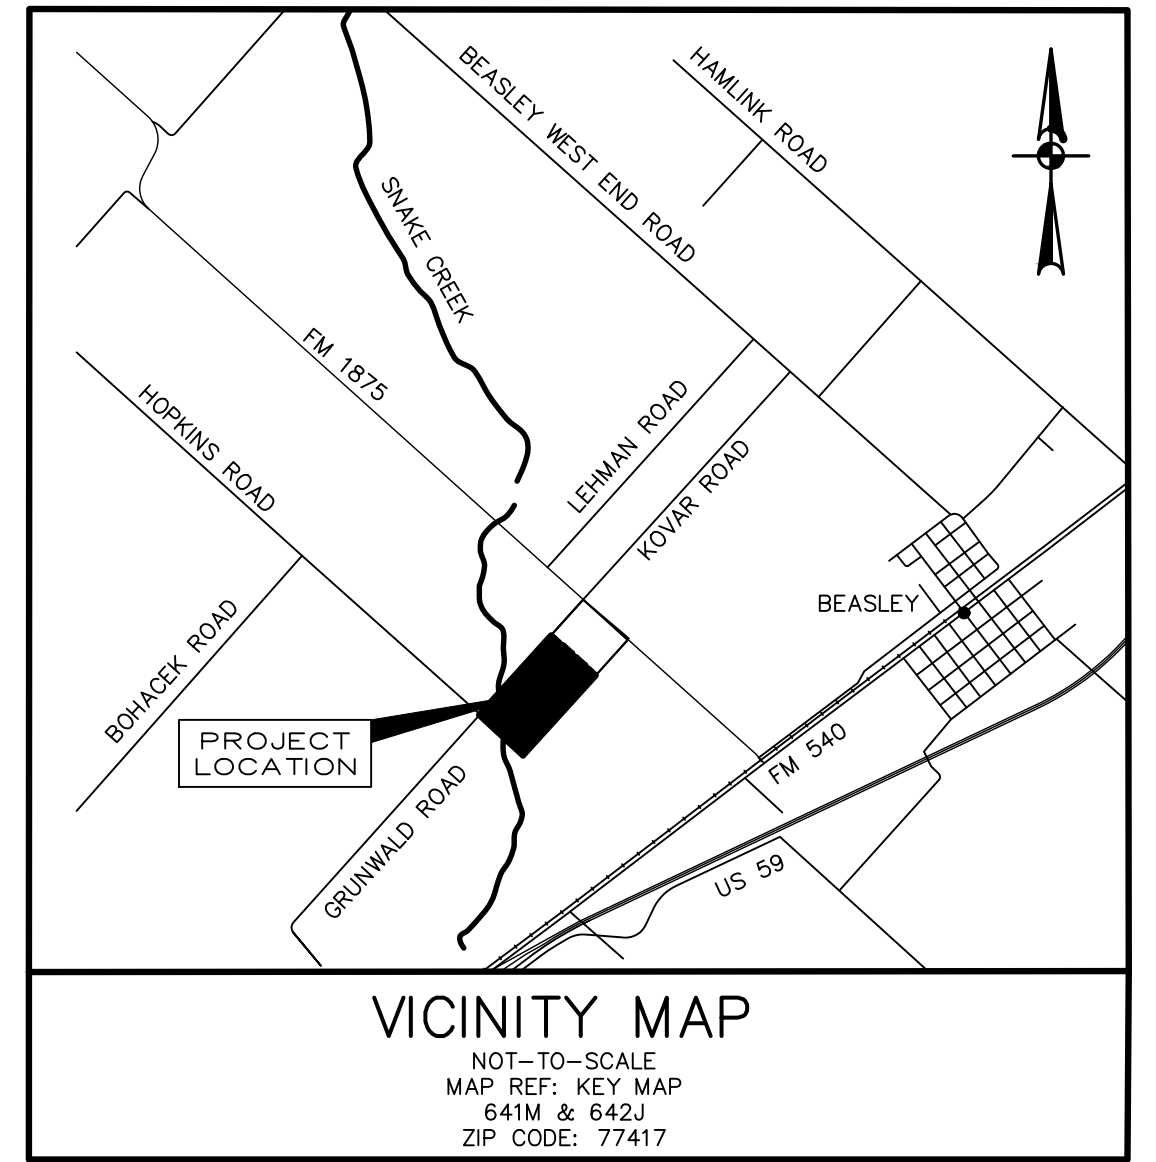 HAMLINK ROAD
BEASLEY WEST END ROAD
SNAKE CREEK
FM 1875
HOPKINS ROAD
LEHMAN ROAD
KOVAR ROAD
BEASLEY
BOHACEK ROAD
PROJECT
LOCATION
FM 540
GRUNWALD ROAD
US 59
VICINITY MAP
NOT-TO-SCALE
MAP REF: KEY MAP
641M & 642J
ZIP CODE: 77417